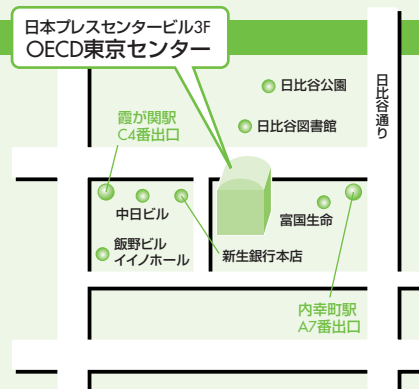 日本プレスセンタービル3F
OECD東京センター
日比谷公園
日比谷通り
日比谷図書館
霞が関駅
C4番出口
中日ビル
富国生命
飯野ビル
イイノホール
新生銀行本店
内幸町駅
A7番出口